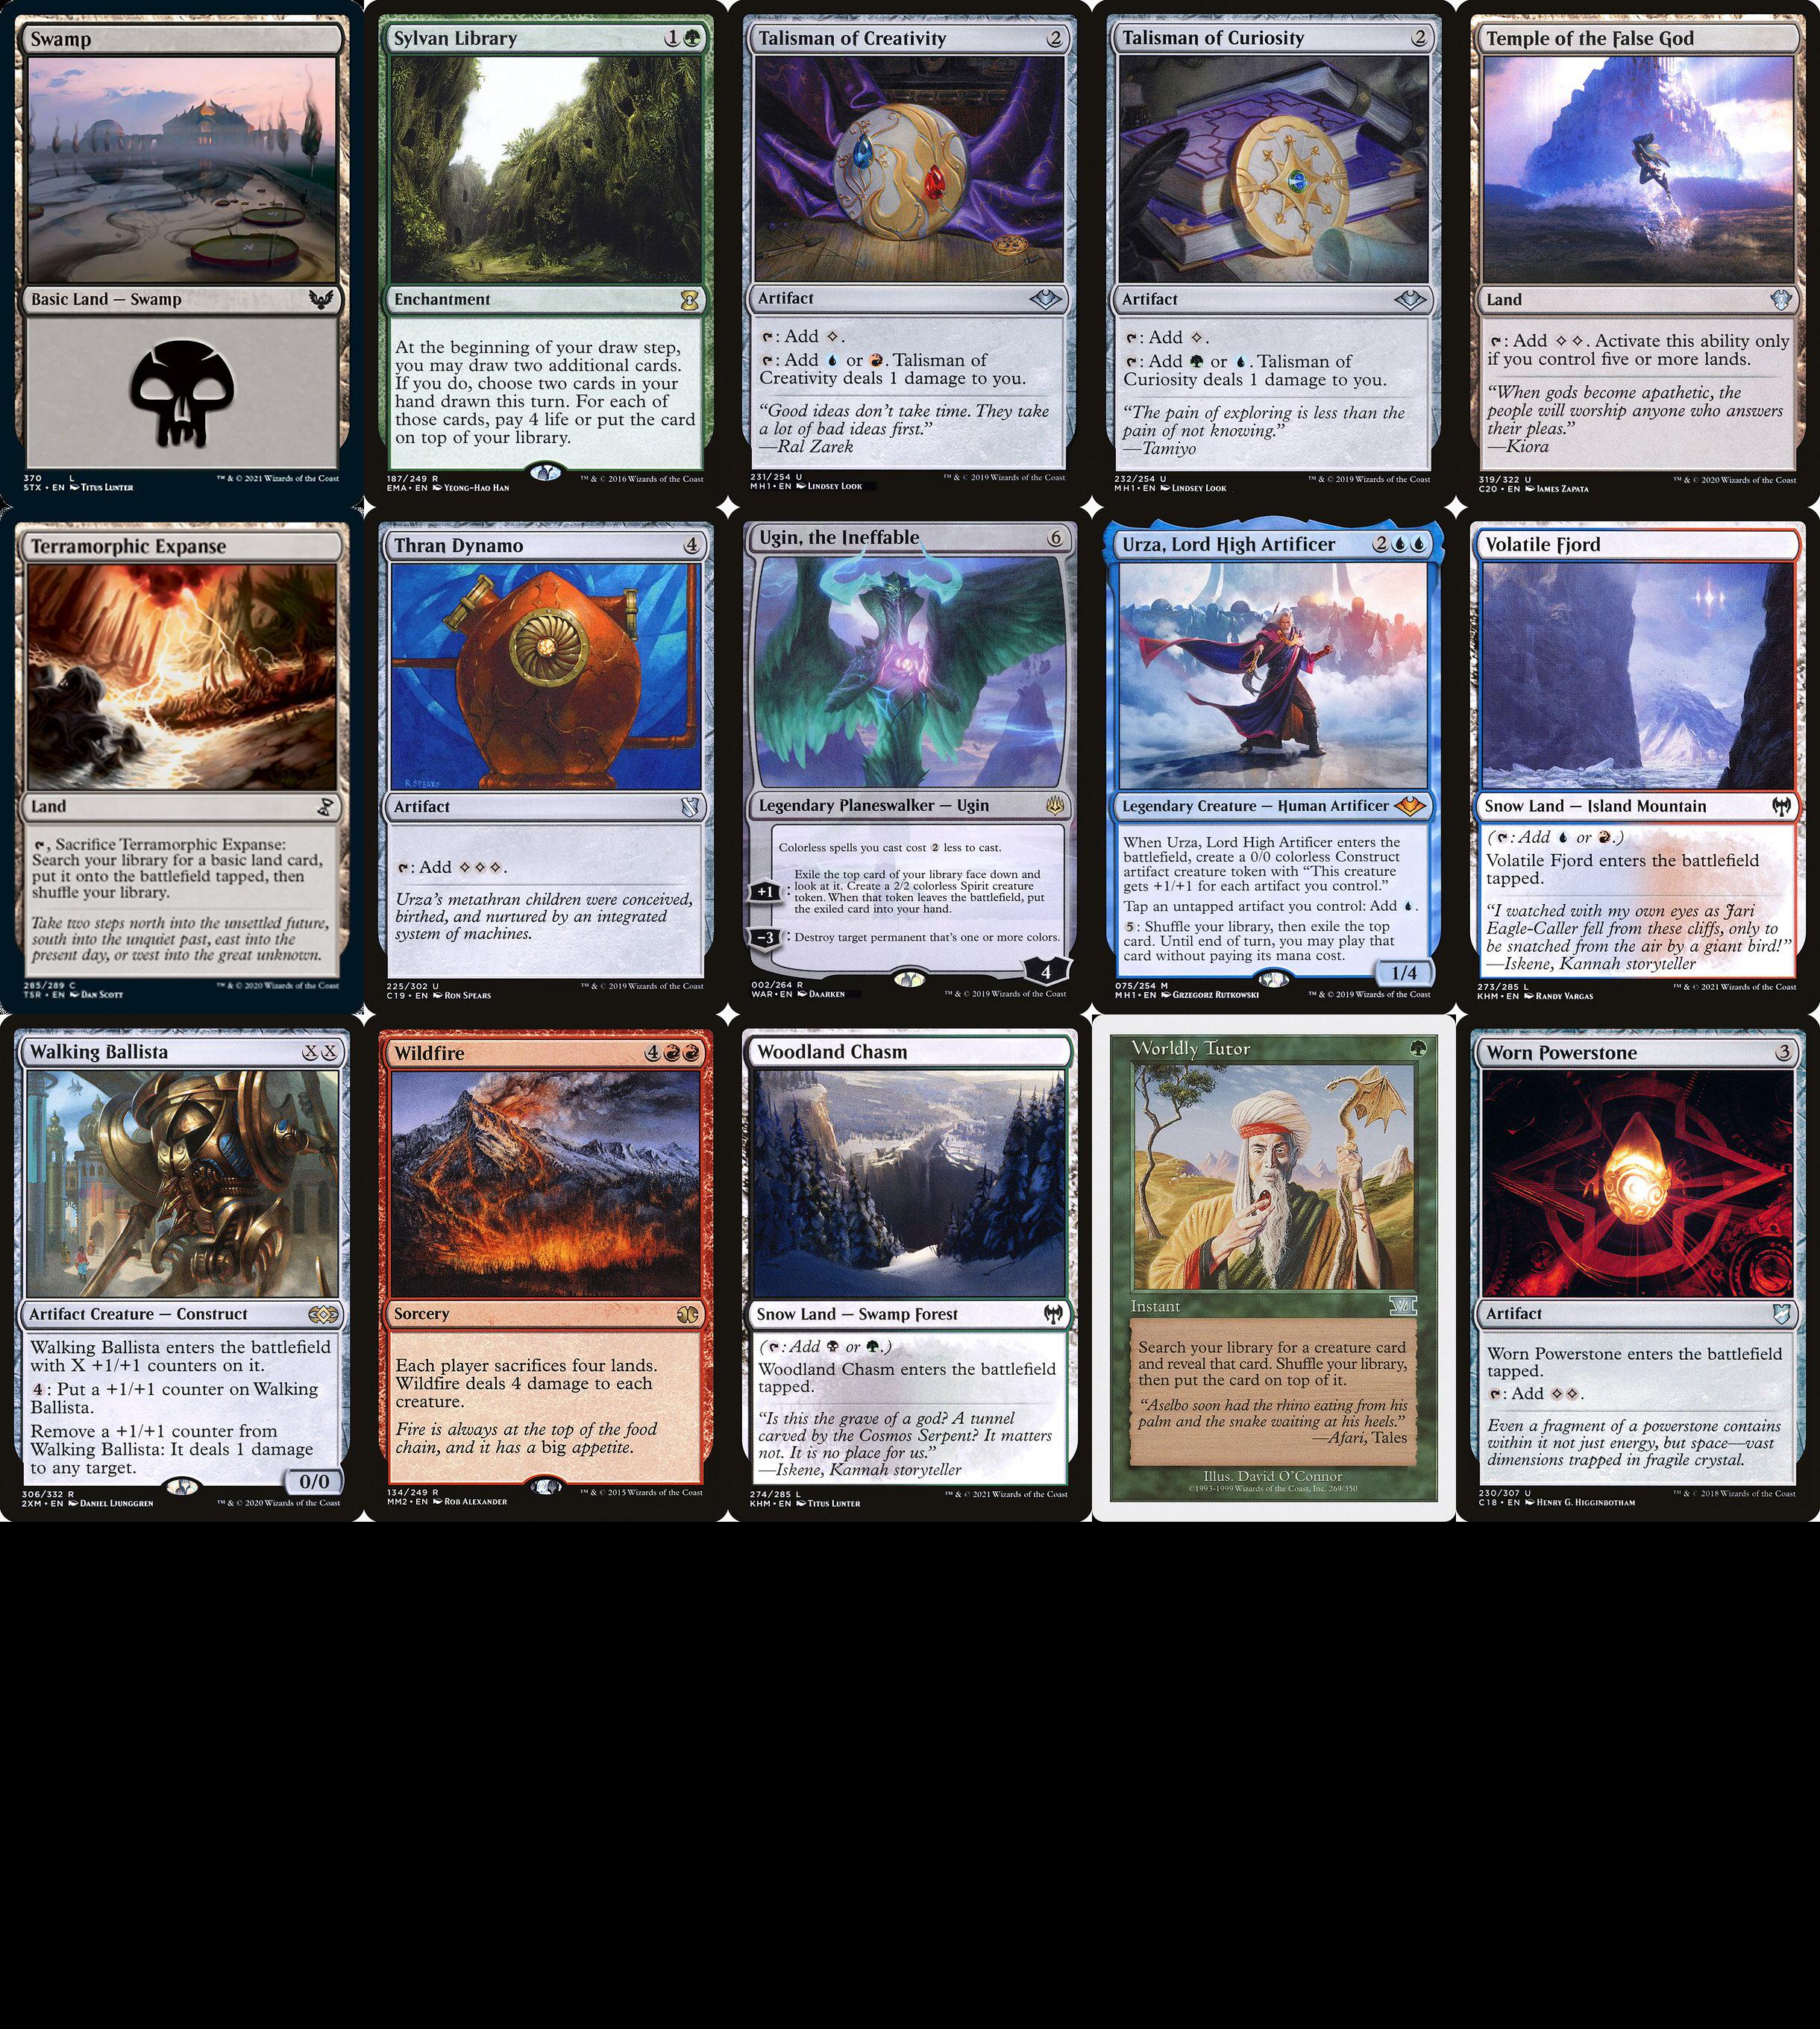 Swamp
Basic Land — Swamp
370 L
STX • EN Titus Lunter
™ & © 2021 Wizards of the Coast
Sylvan Library 1
Enchantment
At the beginning of your draw step,
you may draw two additional cards.
If you do, choose two cards in your
hand drawn this turn. For each of
those cards, pay 4 life or put the card
on top of your library.
187/249 R
EMA • EN Yeong-Hao Han
™ & © 2016 Wizards of the Coast
Talisman of Creativity 2
Artifact
: Add .
: Add or . Talisman of
Creativity deals 1 damage to you.
“Good ideas don’t take time. They take
a lot of bad ideas first.”
—Ral Zarek
231/254 U
MH1 • EN Lindsey Look
™ & © 2019 Wizards of the Coast
Talisman of Curiosity 2
Artifact
: Add .
: Add or . Talisman of
Curiosity deals 1 damage to you.
“The pain of exploring is less than the
pain of not knowing.”
—Tamiyo
232/254 U
MH1 • EN Lindsey Look
™ & © 2019 Wizards of the Coast
Temple of the False God
Land
: Add . Activate this ability only
if you control five or more lands.
“When gods become apathetic, the
people will worship anyone who answers
their pleas.”
—Kiora
319/322 U
C20 • EN James Zapata
™ & © 2020 Wizards of the Coast
Terramorphic Expanse
Land
, Sacrifice Terramorphic Expanse:
Search your library for a basic land card,
put it onto the battlefield tapped, then
shuffle your library.
Take two steps north into the unsettled future,
south into the unquiet past, east into the
present day, or west into the great unknown.
285/289 C
TSR • EN Dan Scott
™ & © 2020 Wizards of the Coast
Thran Dynamo 4
R. SPEARS
Artifact
: Add .
Urza’s metathran children were conceived,
birthed, and nurtured by an integrated
system of machines.
225/302 U
C19 • EN Ron Spears
™ & © 2019 Wizards of the Coast
Ugin, the Ineffable 6
Legendary Planeswalker — Ugin
Colorless spells you cast cost 2 less to cast.
+1 : Exile the top card of your library face down and
look at it. Create a 2/2 colorless Spirit creature
token. When that token leaves the battlefield, put
the exiled card into your hand.
−3 : Destroy target permanent that’s one or more colors.
4
002/264 R
WAR • EN Daarken
™ & © 2019 Wizards of the Coast
Urza, Lord High Artificer 2
Legendary Creature — Human Artificer
When Urza, Lord High Artificer enters the
battlefield, create a 0/0 colorless Construct
artifact creature token with “This creature
gets +1/+1 for each artifact you control.”
Tap an untapped artifact you control: Add .
5: Shuffle your library, then exile the top
card. Until end of turn, you may play that
card without paying its mana cost.
1/4
075/254 M
MH1 • EN Grzegorz Rutkowski
™ & © 2019 Wizards of the Coast
Volatile Fjord
Snow Land — Island Mountain
(: Add or .)
Volatile Fjord enters the battlefield
tapped.
“I watched with my own eyes as Jari
Eagle-Caller fell from these cliffs, only to
be snatched from the air by a giant bird!”
—Iskene, Kannah storyteller
273/285 L
KHM • EN Randy Vargas
™ & © 2021 Wizards of the Coast
Walking Ballista X X
Artifact Creature — Construct
Walking Ballista enters the battlefield
with X +1/+1 counters on it.
4: Put a +1/+1 counter on Walking
Ballista.
Remove a +1/+1 counter from
Walking Ballista: It deals 1 damage
to any target.
0/0
306/332 R
2XM • EN Daniel Ljunggren
™ & © 2020 Wizards of the Coast
Wildfire 4
Sorcery
Each player sacrifices four lands.
Wildfire deals 4 damage to each
creature.
Fire is always at the top of the food
chain, and it has a big appetite.
134/249 R
MM2 • EN Rob Alexander
™ & © 2015 Wizards of the Coast
Woodland Chasm
Snow Land — Swamp Forest
(: Add or .)
Woodland Chasm enters the battlefield
tapped.
“Is this the grave of a god? A tunnel
carved by the Cosmos Serpent? It matters
not. It is no place for us.”
—Iskene, Kannah storyteller
274/285 L
KHM • EN Titus Lunter
™ & © 2021 Wizards of the Coast
Worldly Tutor
Instant VI
Search your library for a creature card
and reveal that card. Shuffle your library,
then put the card on top of it.
“Aselbo soon had the rhino eating from his
palm and the snake waiting at his heels.”
—Afari, Tales
Illus. David O’Connor
©1993-1999 Wizards of the Coast, Inc. 269/350
Worn Powerstone 3
Artifact
Worn Powerstone enters the battlefield
tapped.
: Add .
Even a fragment of a powerstone contains
within it not just energy, but space—vast
dimensions trapped in fragile crystal.
230/307 U
C18 • EN Henry G. Higginbotham
™ & © 2018 Wizards of the Coast